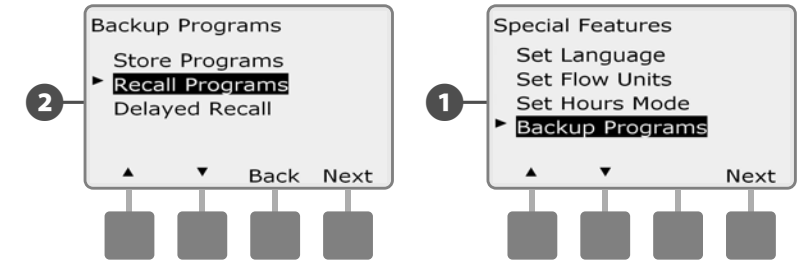 Backup Programs
Store Programs
► Recall Programs
Delayed Recall
▲ ▼ Back Next
2
Special Features
Set Language
Set Flow Units
Set Hours Mode
► Backup Programs
▲ ▼ Next
1